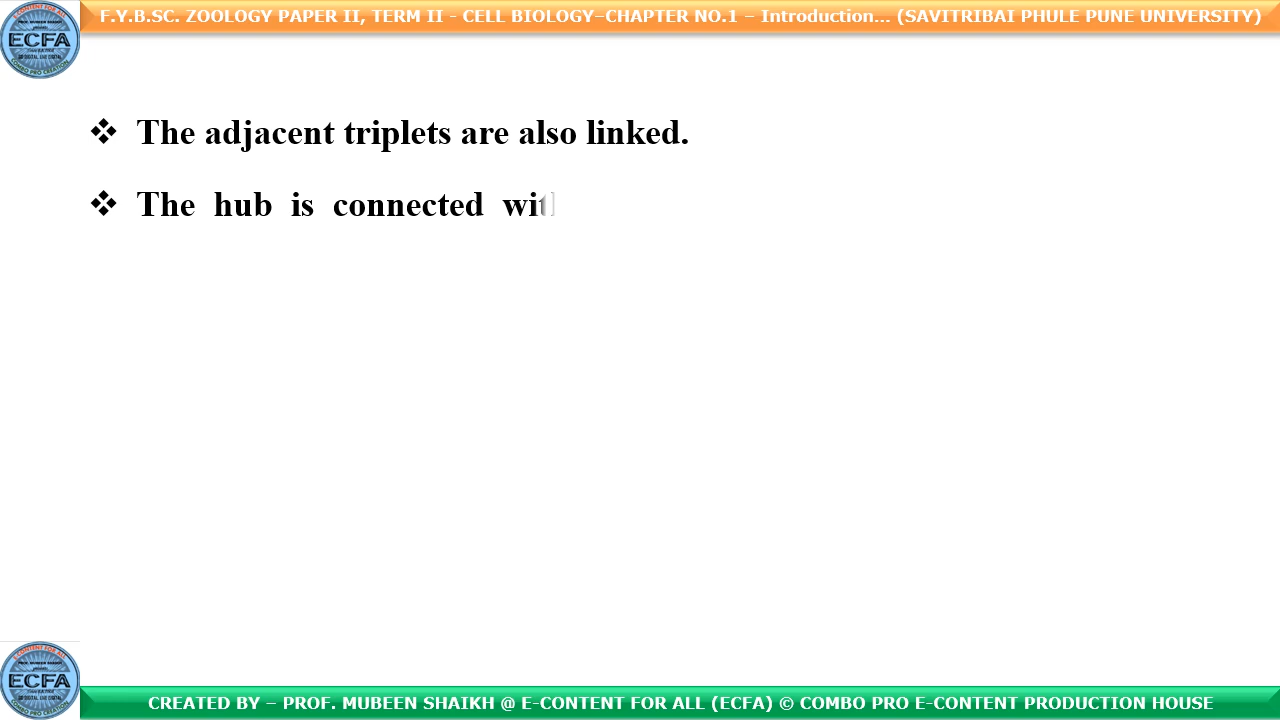 F.Y.B.SC. ZOOLOGY PAPER II, TERM II - CELL BIOLOGY–CHAPTER NO.1 – Introduction... (SAVITRIBAI PHULE PUNE UNIVERSITY)
ECFA
❖ The adjacent triplets are also linked.
❖ The hub is connected wit
ECFA
CREATED BY – PROF. MUBEEN SHAIKH @ E-CONTENT FOR ALL (ECFA) © COMBO PRO E-CONTENT PRODUCTION HOUSE